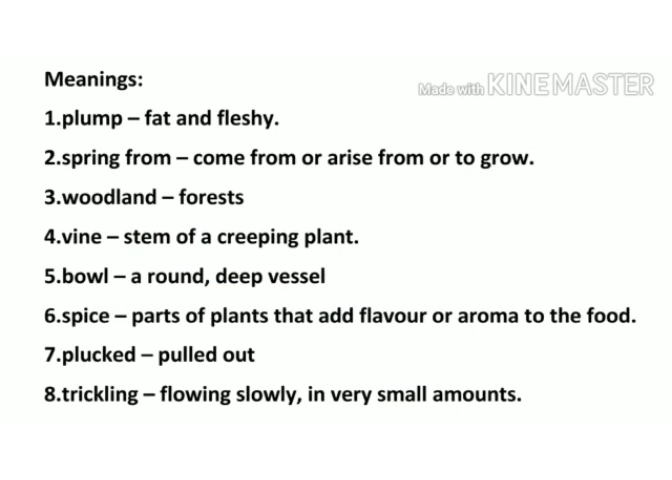 Meanings:
Made with KINEMASTER
1.plump – fat and fleshy.
2.spring from – come from or arise from or to grow.
3.woodland – forests
4.vine – stem of a creeping plant.
5.bowl – a round, deep vessel
6.spice – parts of plants that add flavour or aroma to the food.
7.plucked – pulled out
8.trickling – flowing slowly, in very small amounts.